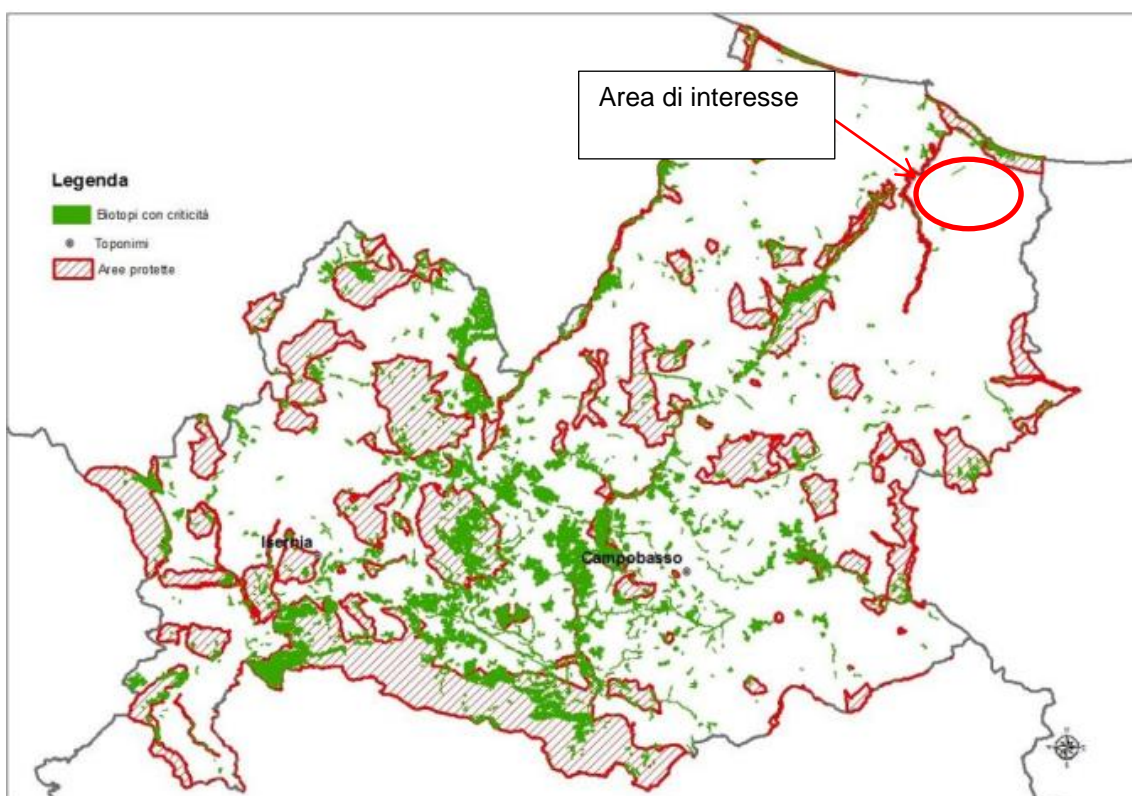 Area di interesse
Legenda
Biotopi con criticità
Toponimi
Aree protette
Isernia
Campobasso